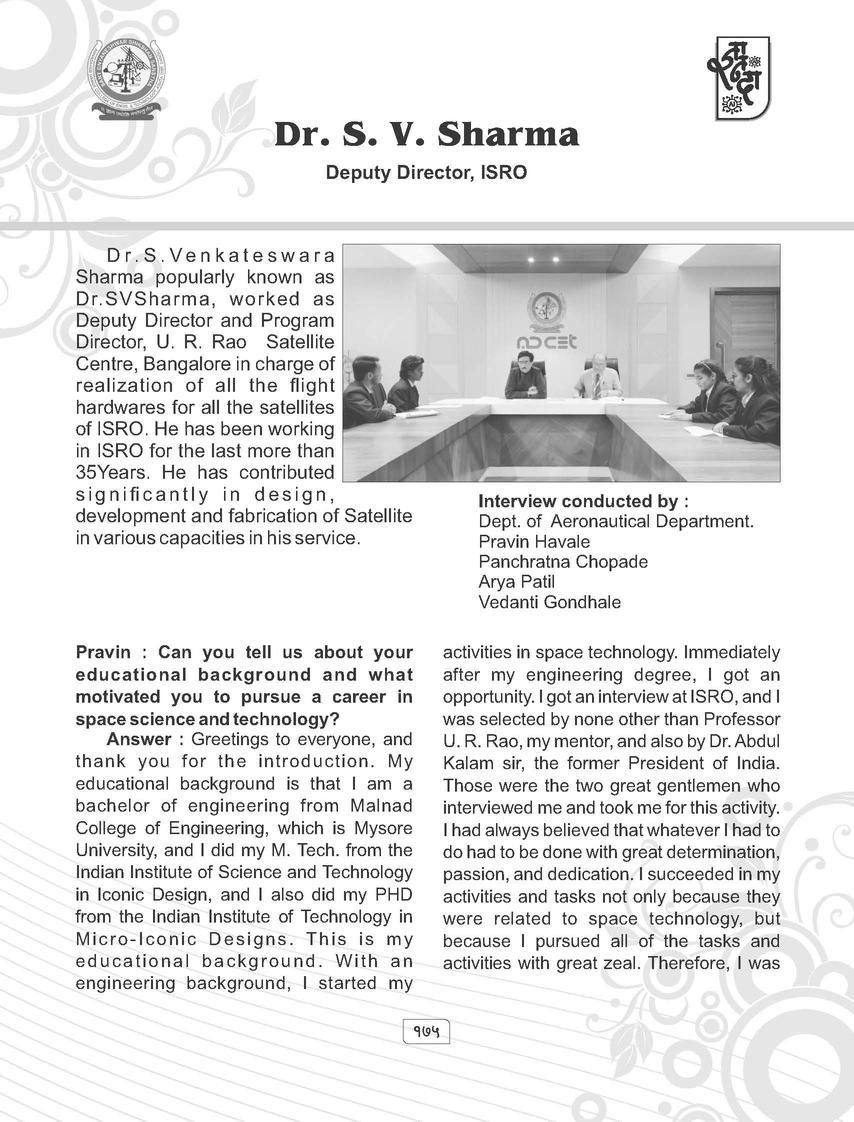 Dr. S. V. Sharma
Deputy Director, ISRO
Dr.S.Venkateswara
Sharma popularly known as
Dr.SVSharma, worked as
Deputy Director and Program
Director, U. R. Rao Satellite
Centre, Bangalore in charge of
realization of all the flight
hardwares for all the satellites
of ISRO. He has been working
in ISRO for the last more than
35Years. He has contributed
significantly in design,
development and fabrication of Satellite
in various capacities in his service.
ADCET
Interview conducted by :
Dept. of Aeronautical Department.
Pravin Havale
Panchratna Chopade
Arya Patil
Vedanti Gondhale
Pravin : Can you tell us about your
educational background and what
motivated you to pursue a career in
space science and technology?
Answer : Greetings to everyone, and
thank you for the introduction. My
educational background is that I am a
bachelor of engineering from Malnad
College of Engineering, which is Mysore
University, and I did my M. Tech. from the
Indian Institute of Science and Technology
in Iconic Design, and I also did my PHD
from the Indian Institute of Technology in
Micro-Iconic Designs. This is my
educational background. With an
engineering background, I started my
activities in space technology. Immediately
after my engineering degree, I got an
opportunity. I got an interview at ISRO, and I
was selected by none other than Professor
U. R. Rao, my mentor, and also by Dr. Abdul
Kalam sir, the former President of India.
Those were the two great gentlemen who
interviewed me and took me for this activity.
I had always believed that whatever I had to
do had to be done with great determination,
passion, and dedication. I succeeded in my
activities and tasks not only because they
were related to space technology, but
because I pursued all of the tasks and
activities with great zeal. Therefore, I was
१७५